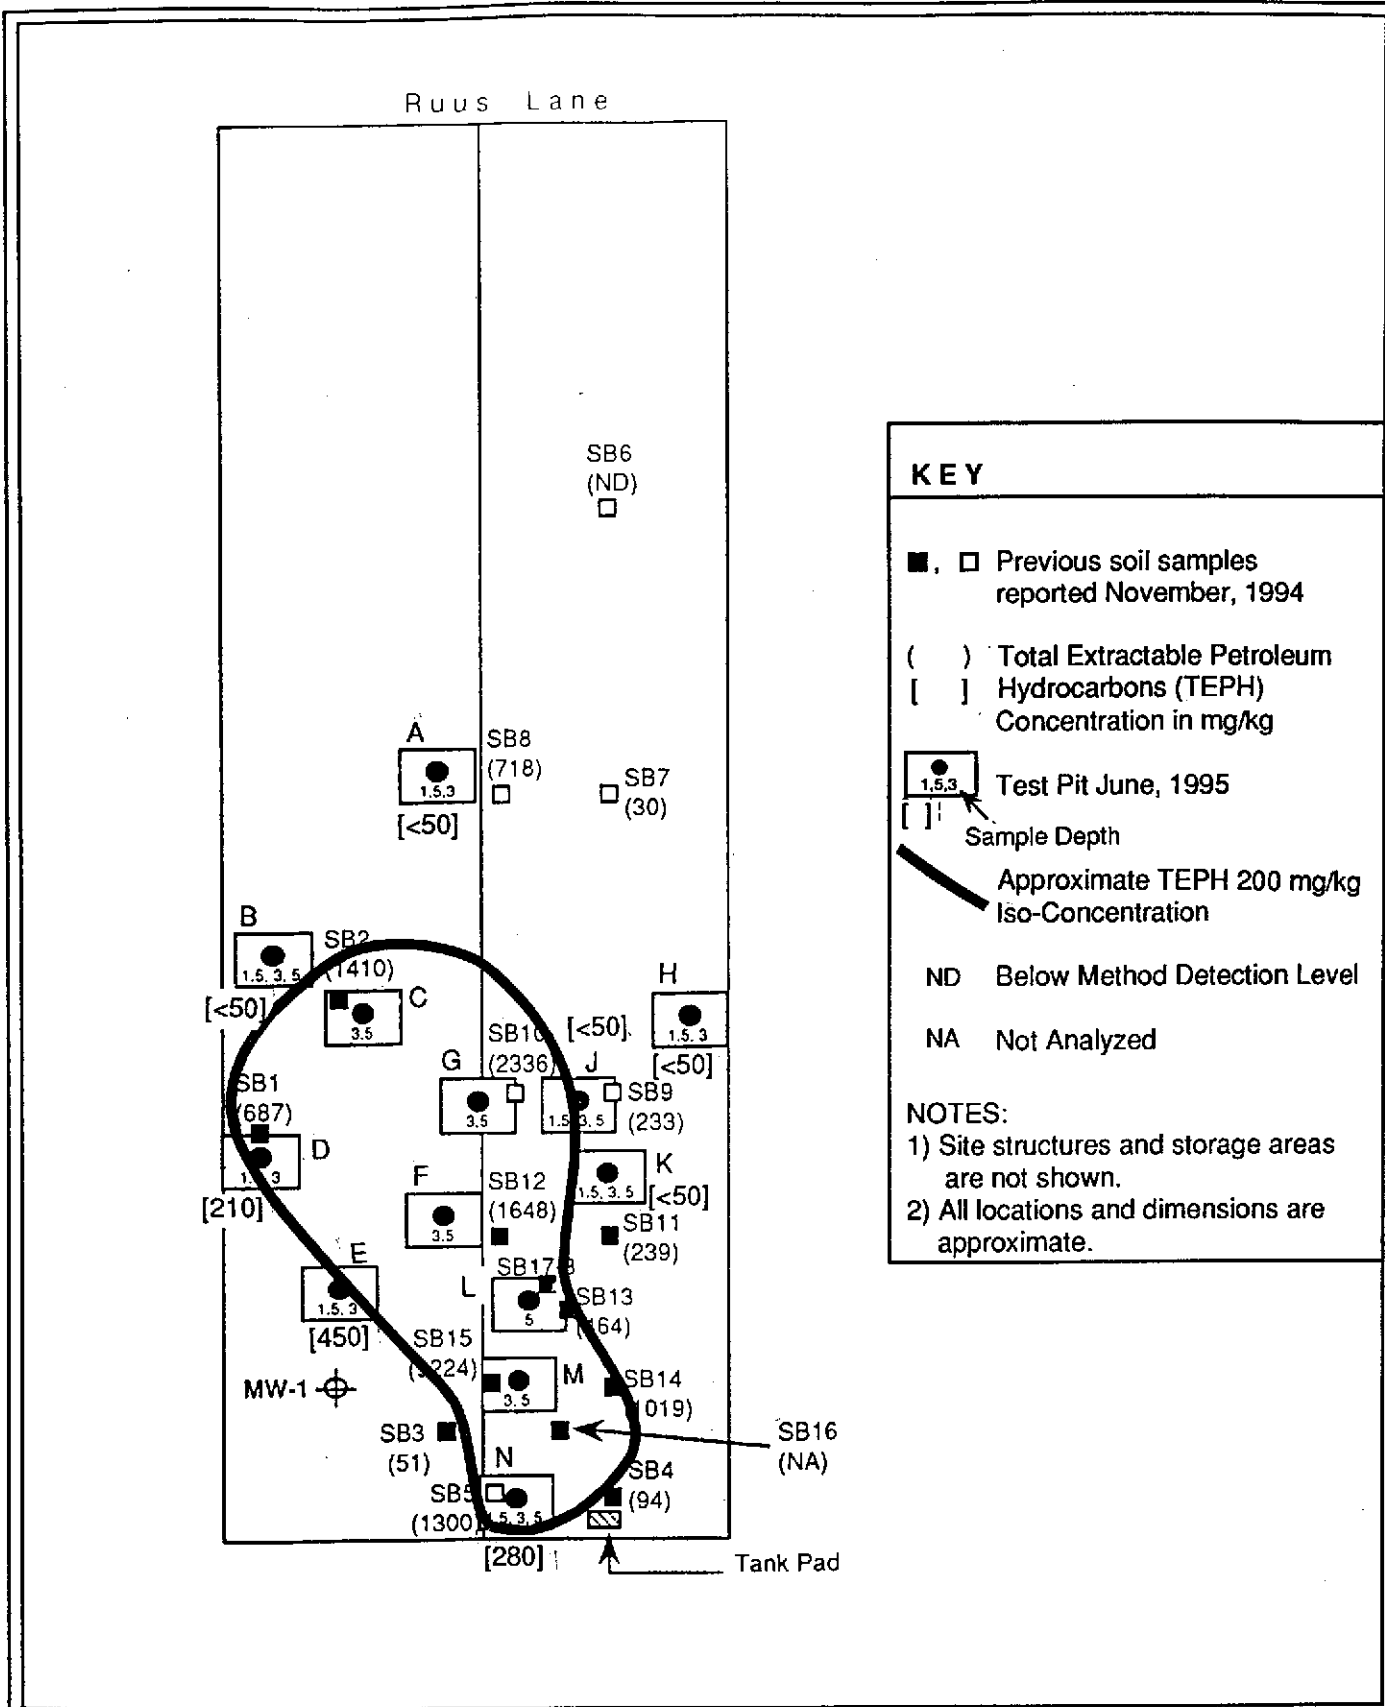 Ruus Lane
SB6
(ND)
A
1.5,3
[<50]
SB8
(718)
SB7
(30)
B
1.5, 3, 5
[<50]
SB2
(1410)
C
3.5
H
1.5, 3
[<50]
SB10
(2336)
[<50]
G
3.5
J
SB9
(233)
SB1
(687)
D
[210]
F
3.5
SB12
(1648)
K
1.5, 3, 5
[<50]
SB11
(239)
E
1.5, 3
[450]
L
5
SB13
SB15
M
3.5
SB14
MW-1
SB3
(51)
SB16
(NA)
N
SB5
(1300)
[280]
SB4
(94)
Tank Pad
KEY
, Previous soil samples
reported November, 1994
( ) Total Extractable Petroleum
[ ] Hydrocarbons (TEPH)
Concentration in mg/kg
1,5,3
[ ]
Test Pit June, 1995
Sample Depth
Approximate TEPH 200 mg/kg
Iso-Concentration
ND Below Method Detection Level
NA Not Analyzed
NOTES:
1) Site structures and storage areas
are not shown.
2) All locations and dimensions are
approximate.